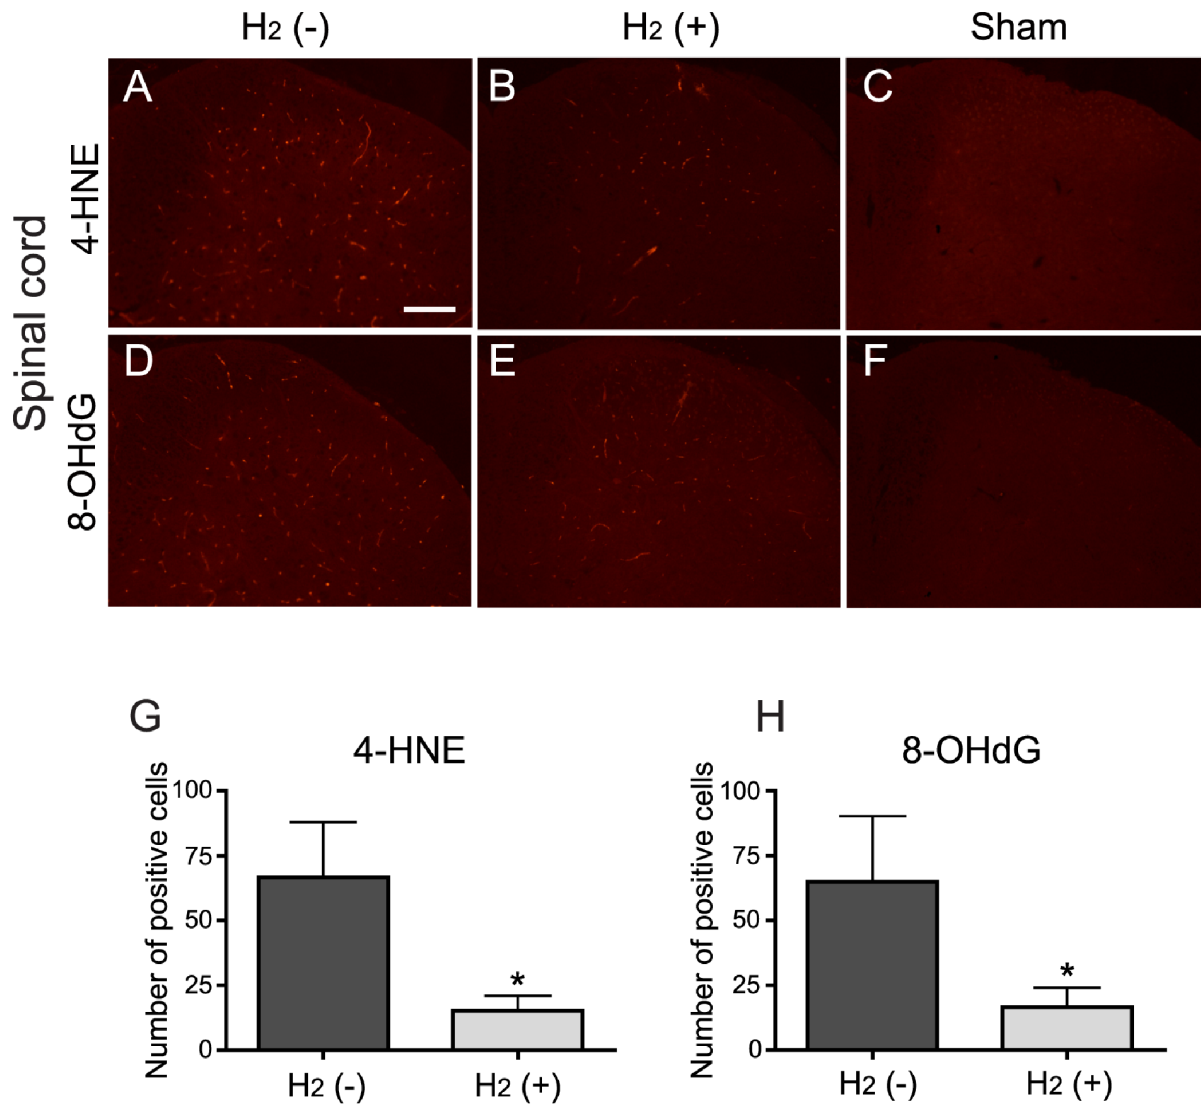 H2 (-) H2 (+) Sham
Spinal cord
4-HNE
A B C
8-OHdG
D E F
G
4-HNE
Number of positive cells
100
75
50
25
0
*
H2 (-) H2 (+)
H
8-OHdG
Number of positive cells
100
75
50
25
0
*
H2 (-) H2 (+)